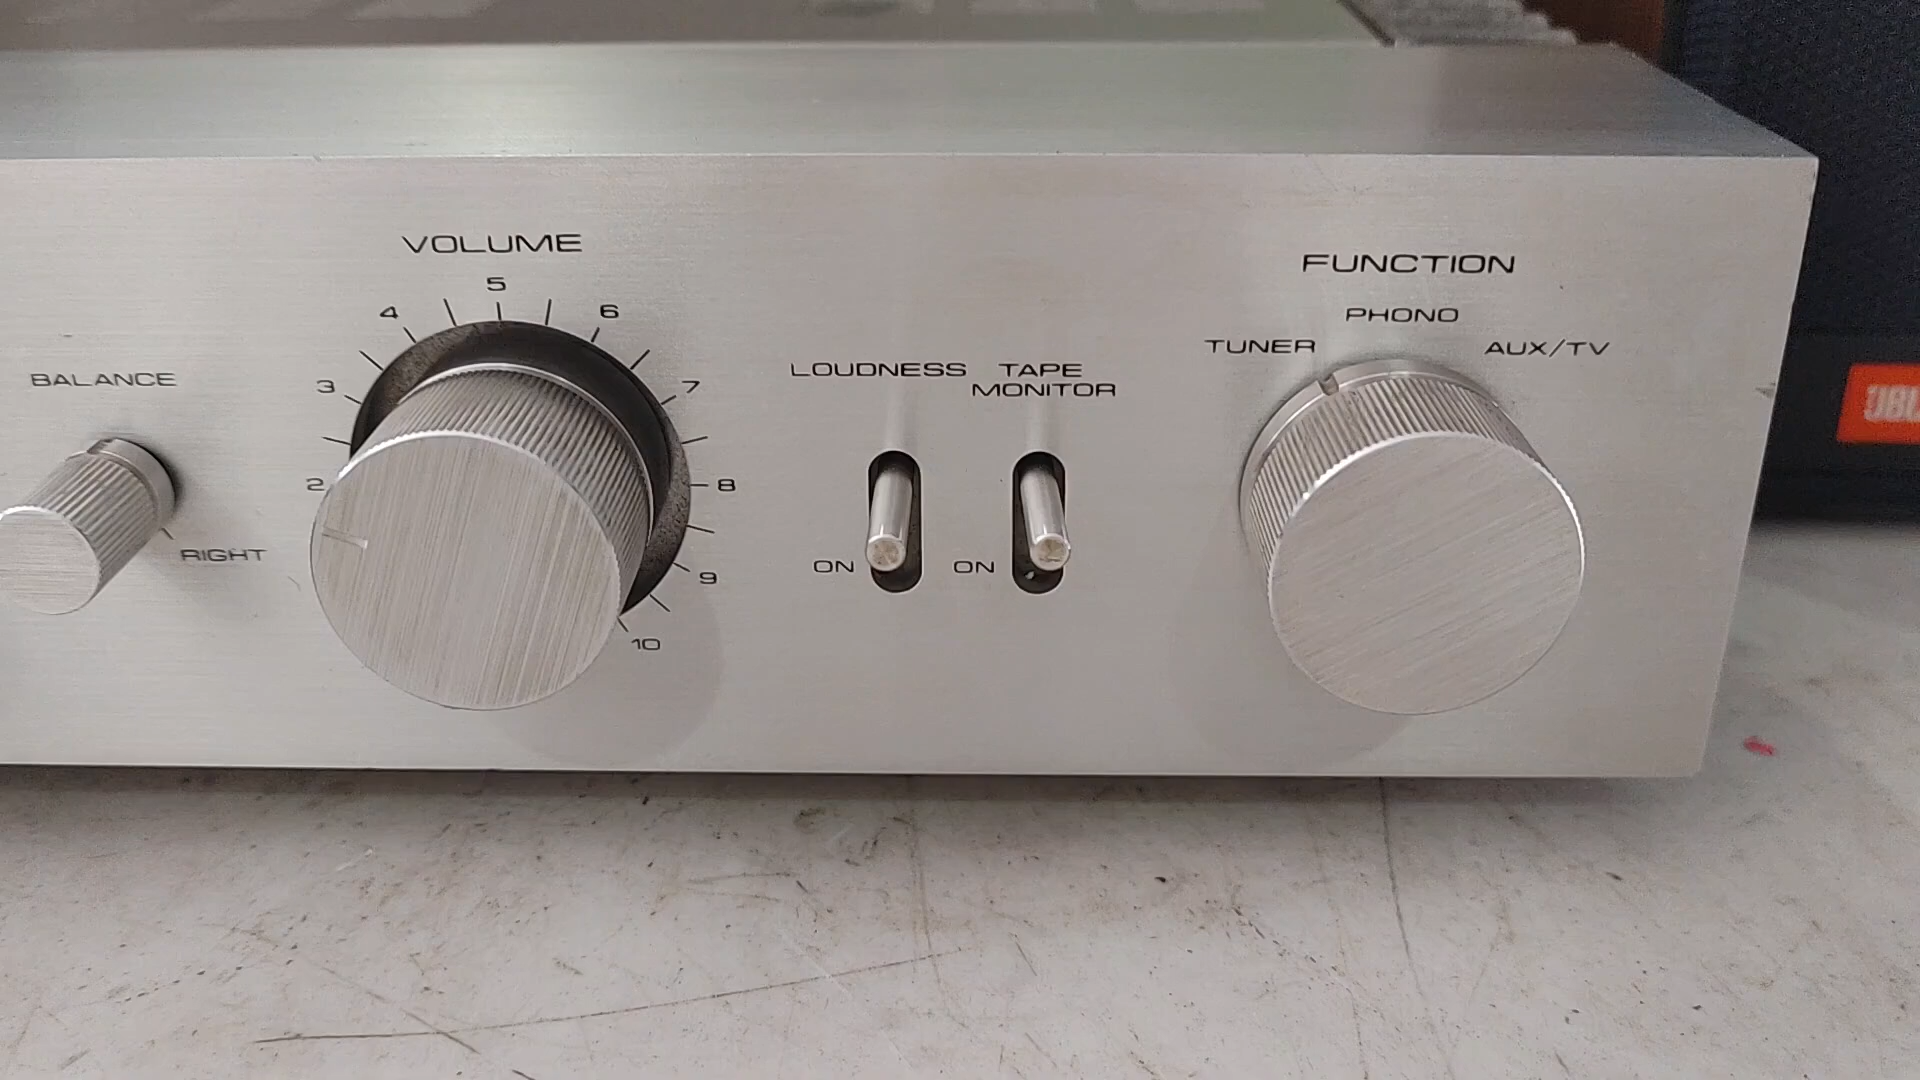 VOLUME
5
4
6
3
7
2
8
9
10
BALANCE
RIGHT
LOUDNESS
ON
TAPE
MONITOR
ON
FUNCTION
PHONO
TUNER
AUX/TV
JBL